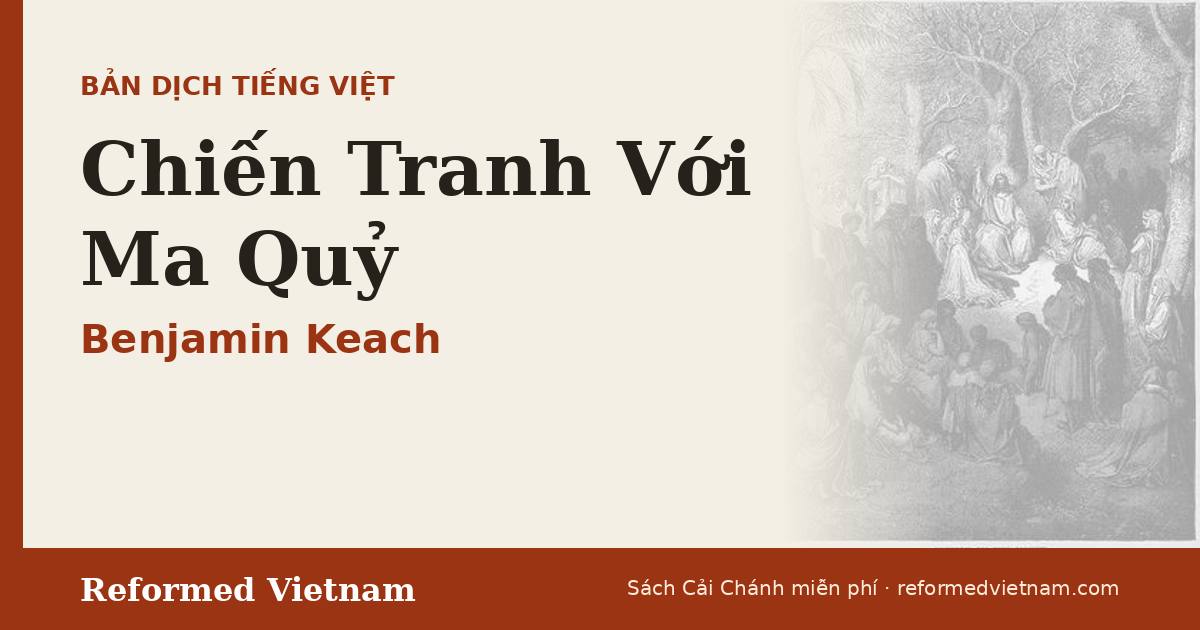 BẢN DỊCH TIẾNG VIỆT
Chiến Tranh Với
Ma Quỷ
Benjamin Keach
Reformed Vietnam
Sách Cải Chánh miễn phí · reformedvietnam.com